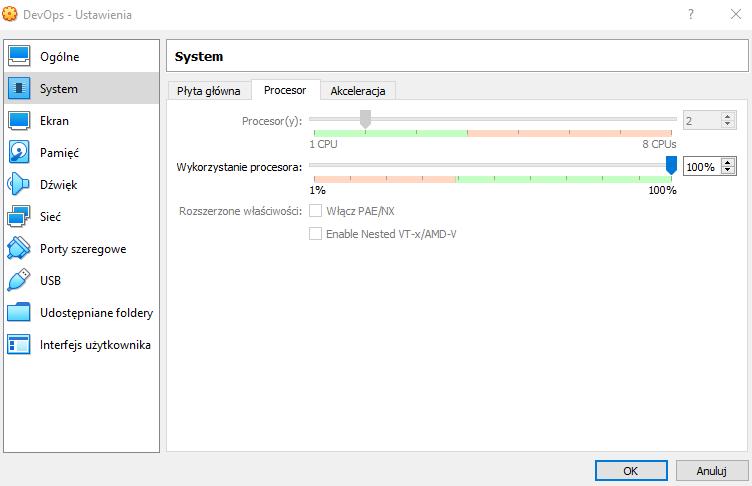 DevOps - Ustawienia
?
Ogólne
System
Ekran
Pamięć
Dźwięk
Sieć
Porty szeregowe
USB
Udostępniane foldery
Interfejs użytkownika
System
Płyta główna
Procesor
Akceleracja
Procesor(y):
2
1 CPU
8 CPUs
Wykorzystanie procesora:
100%
1%
100%
Rozszerzone właściwości:
Włącz PAE/NX
Enable Nested VT-x/AMD-V
OK
Anuluj